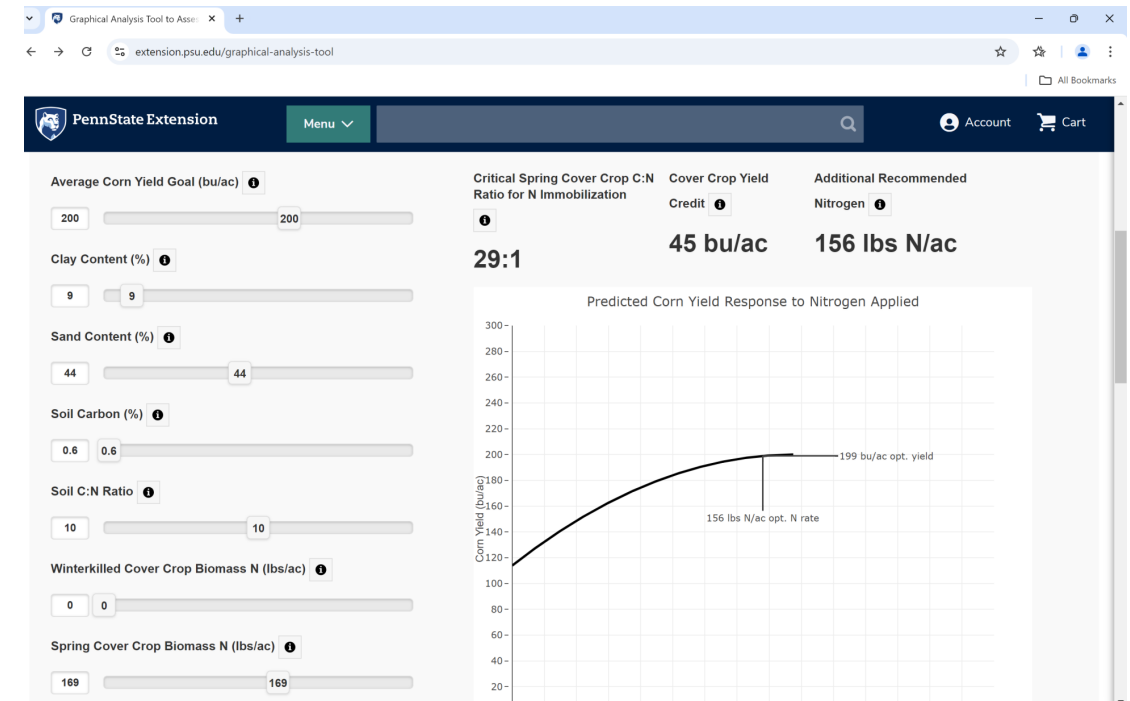 Graphical Analysis Tool to Asse
extension.psu.edu/graphical-analysis-tool
All Bookmarks
PennState Extension
Menu
Account
Cart
Average Corn Yield Goal (bu/ac)
200
200
Clay Content (%)
9
9
Sand Content (%)
44
44
Soil Carbon (%)
0.6
0.6
Soil C:N Ratio
10
10
Winterkilled Cover Crop Biomass N (lbs/ac)
0
0
Spring Cover Crop Biomass N (lbs/ac)
169
169
Critical Spring Cover Crop C:N
Ratio for N Immobilization
29:1
Cover Crop Yield
Credit
45 bu/ac
Additional Recommended
Nitrogen
156 lbs N/ac
Predicted Corn Yield Response to Nitrogen Applied
300
280
260
240
220
200
180
160
140
120
100
80
60
40
20
Corn Yield (bu/ac)
199 bu/ac opt. yield
156 lbs N/ac opt. N rate